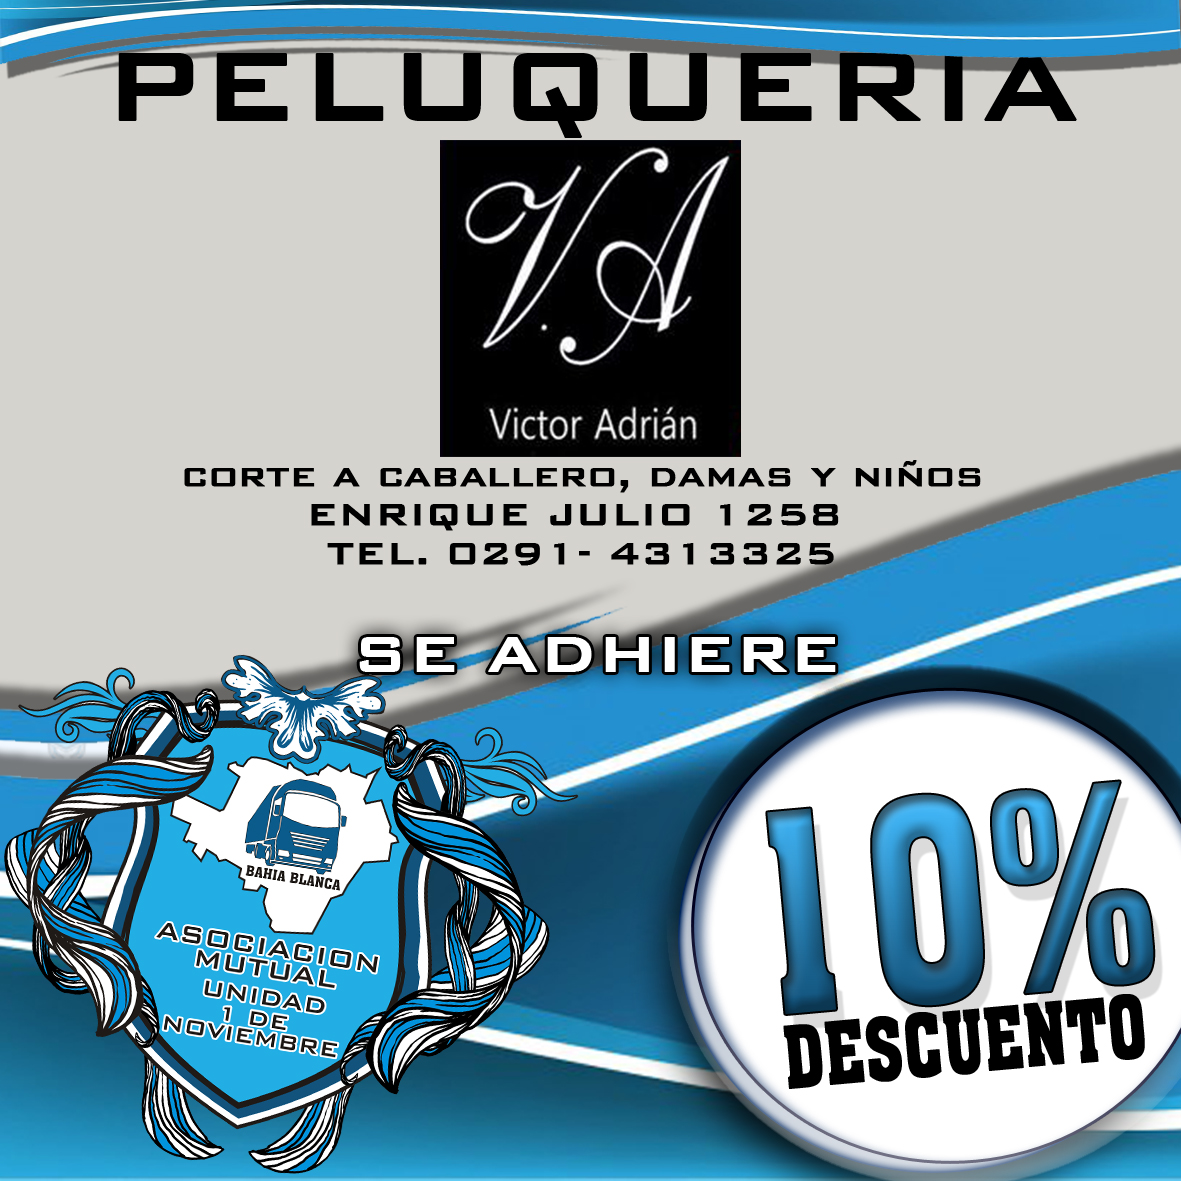 PELUQUERIA
V.A
Victor Adrián
CORTE A CABALLERO, DAMAS Y NIÑOS
ENRIQUE JULIO 1258
TEL. 0291- 4313325
SE ADHIERE
BAHIA BLANCA
ASOCIACION
MUTUAL
UNIDAD
1 DE
NOVIEMBRE
10%
DESCUENTO